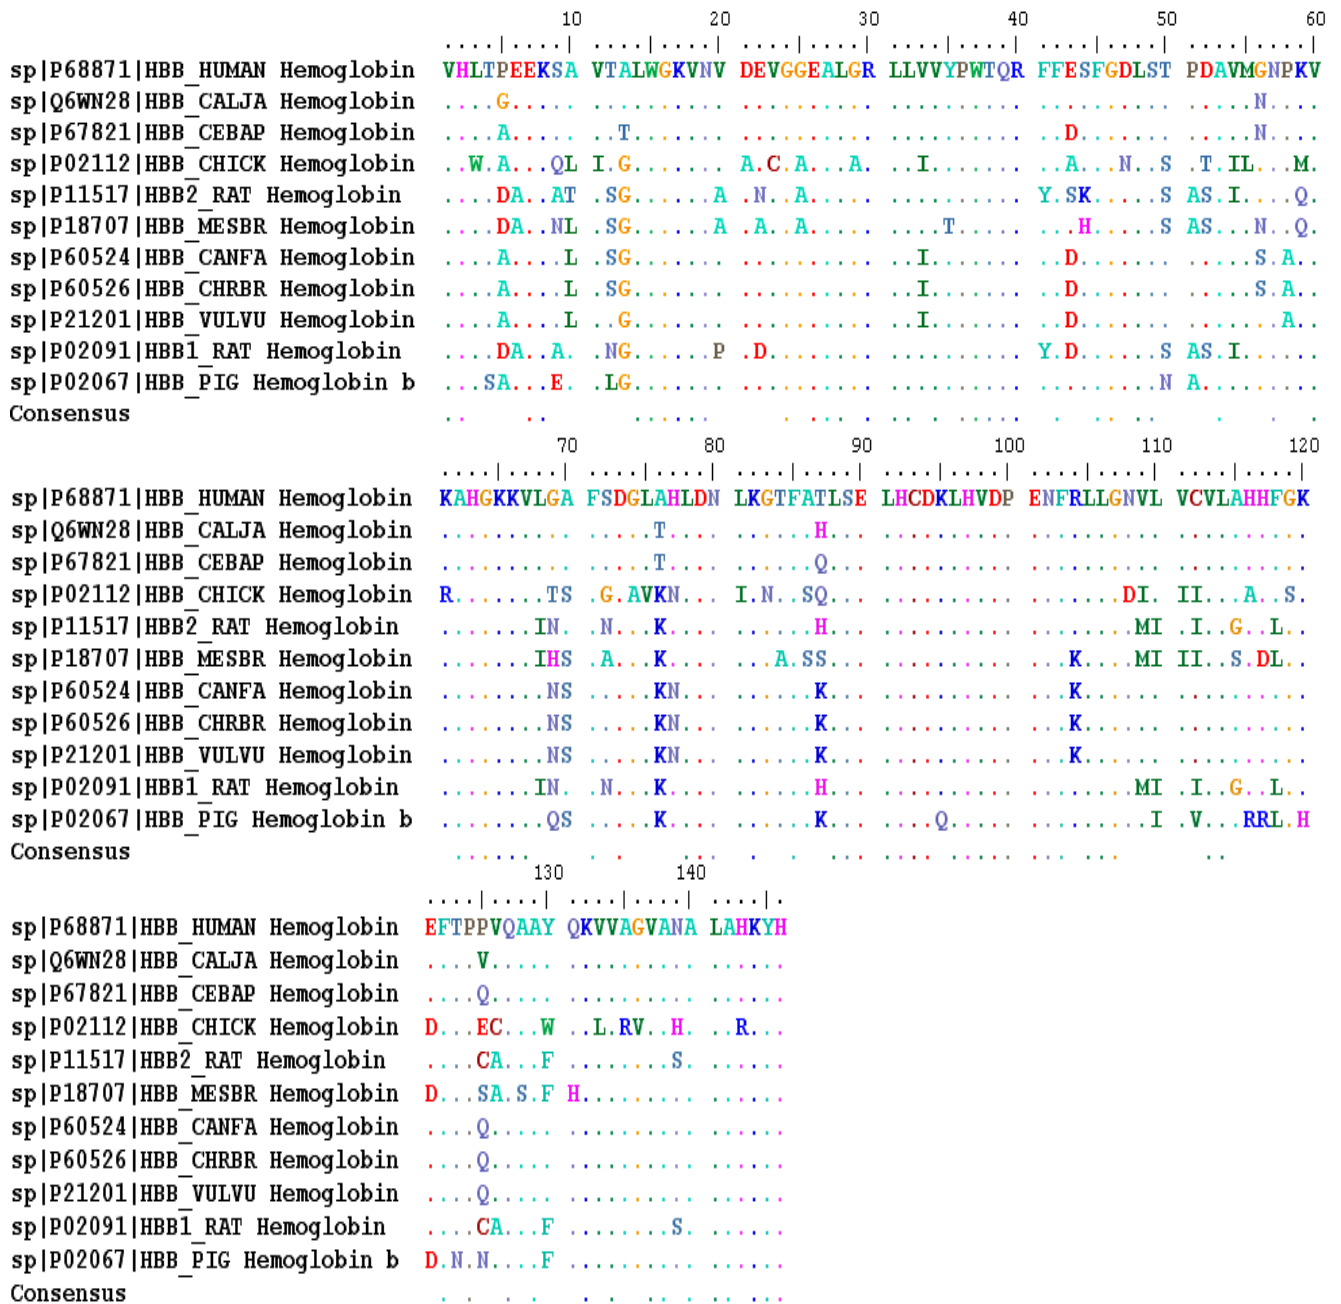 10 20 30 40 50 60
sp|P68871|HBB_HUMAN Hemoglobin VHLTPEEKSA VTALWGKVNV DEVGGEALGR LLVVYPWTQR FFESFGDLST PDAVMGNPKV
sp|Q6WN28|HBB_CALJA Hemoglobin ....G..... .......... .......... .......... .......... .....N....
sp|P67821|HBB_CEBAP Hemoglobin ....A..... ..T....... .......... .......... ..D....... .....N....
sp|P02112|HBB_CHICK Hemoglobin ..W.A...QL I.G....... A.C.A...A. ..I....... ..A...N..S .T.IL...M.
sp|P11517|HBB2_RAT Hemoglobin ....DA..AT .SG......A .N..A..... .......... Y.SK.....S AS.I....Q.
sp|P18707|HBB_MESBR Hemoglobin ....DA..NL .SG......A .A..A..... ....T..... ...H.....S AS...N..Q.
sp|P60524|HBB_CANFA Hemoglobin ....A....L .SG....... .......... ..I....... ..D....... .....S.A..
sp|P60526|HBB_CHRBR Hemoglobin ....A....L .SG....... .......... ..I....... ..D....... .....S.A..
sp|P21201|HBB_VULVU Hemoglobin ....A....L ..G....... .......... ..I....... ..D....... .......A..
sp|P02091|HBB1_RAT Hemoglobin ....DA..A. .NG......P .D........ .......... Y.D......S AS.I......
sp|P02067|HBB_PIG Hemoglobin b ...SA...E. .LG....... .......... .......... .........N A.........
Consensus
70 80 90 100 110 120
sp|P68871|HBB_HUMAN Hemoglobin KAHGKKVLGA FSDGLAHLDN LKGTFATLSE LHCDKLHVDP ENFRLLGNVL VCVLAHHFGK
sp|Q6WN28|HBB_CALJA Hemoglobin .......... .....T.... ......H... .......... .......... ..........
sp|P67821|HBB_CEBAP Hemoglobin .......... .....T.... ......Q... .......... .......... ..........
sp|P02112|HBB_CHICK Hemoglobin R.......TS .G.AVKN... I.N..SQ... .......... .......DI. II...A..S.
sp|P11517|HBB2_RAT Hemoglobin .......IN. .N...K.... ......H... .......... ........MI .I..G..L..
sp|P18707|HBB_MESBR Hemoglobin .......IHS .A...K.... ...A.SS... .......... ...K....MI II..S.DL..
sp|P60524|HBB_CANFA Hemoglobin ........NS .....KN... ......K... .......... ...K...... ..........
sp|P60526|HBB_CHRBR Hemoglobin ........NS .....KN... ......K... .......... ...K...... ..........
sp|P21201|HBB_VULVU Hemoglobin ........NS .....KN... ......K... .......... ...K...... ..........
sp|P02091|HBB1_RAT Hemoglobin .......IN. .N...K.... ......H... .......... ........MI .I..G..L..
sp|P02067|HBB_PIG Hemoglobin b ........QS .....K.... ......K... ....Q..... .........I .V...RRL.H
Consensus
130 140
sp|P68871|HBB_HUMAN Hemoglobin EFTPPVQAAY QKVVAGVANA LAHKYH
sp|Q6WN28|HBB_CALJA Hemoglobin ....V..... .......... ......
sp|P67821|HBB_CEBAP Hemoglobin ....Q..... .......... ......
sp|P02112|HBB_CHICK Hemoglobin D...EC...W ..L.RV..H. ..R...
sp|P11517|HBB2_RAT Hemoglobin ....CA...F ........S. ......
sp|P18707|HBB_MESBR Hemoglobin D...SA.S.F H......... ......
sp|P60524|HBB_CANFA Hemoglobin ....Q..... .......... ......
sp|P60526|HBB_CHRBR Hemoglobin ....Q..... .......... ......
sp|P21201|HBB_VULVU Hemoglobin ....Q..... .......... ......
sp|P02091|HBB1_RAT Hemoglobin ....CA...F ........S. ......
sp|P02067|HBB_PIG Hemoglobin b D.N.N....F .......... ......
Consensus